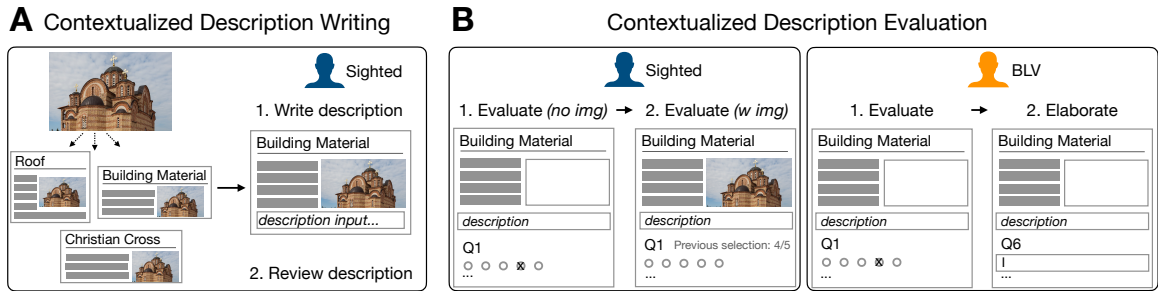 A Contextualized Description Writing
Sighted
1. Write description
Roof
Building Material
Christian Cross
Building Material
description input...
2. Review description
B Contextualized Description Evaluation
Sighted
1. Evaluate (no img)
2. Evaluate (w img)
Building Material
description
Q1
x
...
Building Material
description
Q1 Previous selection: 4/5
...
BLV
1. Evaluate
2. Elaborate
Building Material
description
Q1
x
...
Building Material
description
Q6
I
...